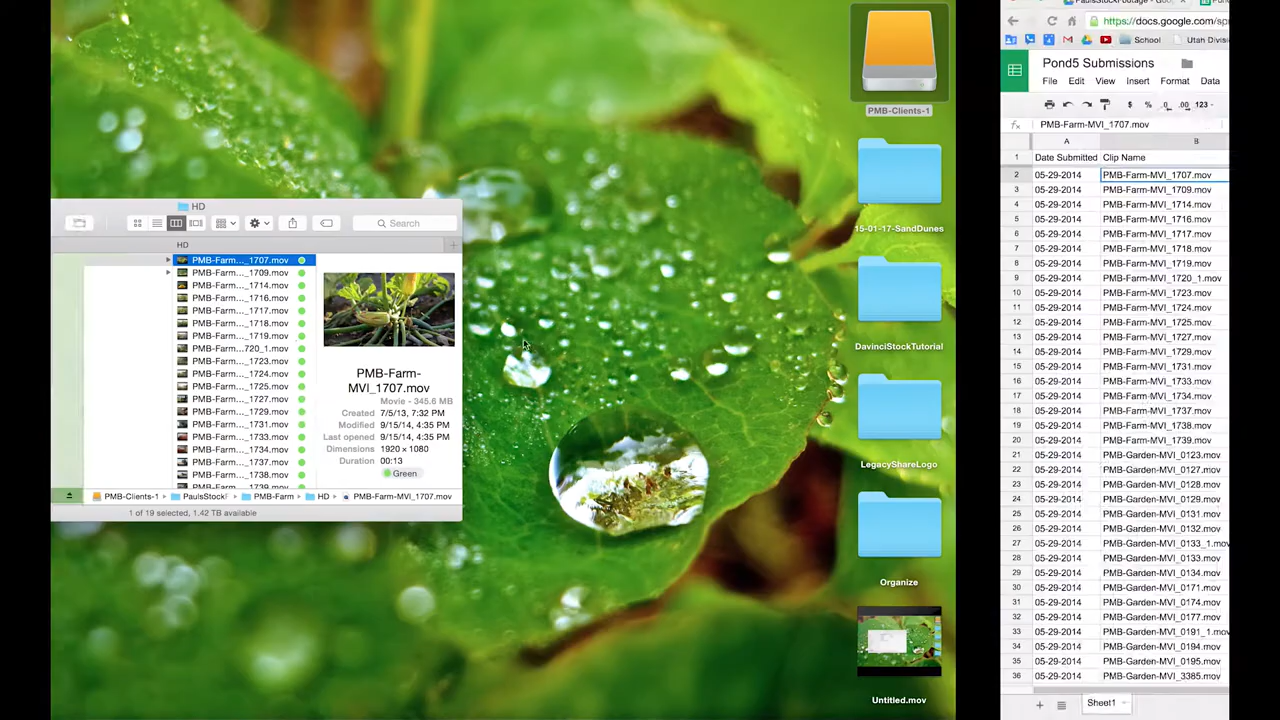 PMB-Clients-1
15-01-17-SandDunes
DavinciStockTutorial
LegacyShareLogo
Organize
Untitled.mov
HD
Search
HD
PMB-Farm..._1707.mov
PMB-Farm..._1709.mov
PMB-Farm..._1714.mov
PMB-Farm..._1716.mov
PMB-Farm..._1717.mov
PMB-Farm..._1718.mov
PMB-Farm..._1719.mov
PMB-Farm...720_1.mov
PMB-Farm..._1723.mov
PMB-Farm..._1724.mov
PMB-Farm..._1725.mov
PMB-Farm..._1727.mov
PMB-Farm..._1729.mov
PMB-Farm..._1731.mov
PMB-Farm..._1733.mov
PMB-Farm..._1734.mov
PMB-Farm..._1737.mov
PMB-Farm..._1738.mov
PMB-Farm..._1739.mov
PMB-Farm-
MVI_1707.mov
Movie - 345.6 MB
Created 7/5/13, 7:32 PM
Modified 9/15/14, 4:35 PM
Last opened 9/15/14, 4:35 PM
Dimensions 1920 × 1080
Duration 00:13
Green
PMB-Clients-1 PaulsStockF PMB-Farm HD PMB-Farm-MVI_1707.mov
1 of 19 selected, 1.42 TB available
https://docs.google.com/sp
School Utah Divis
Pond5 Submissions
File Edit View Insert Format Data
$ % .0 .00 123
fx PMB-Farm-MVI_1707.mov
A B
1 Date Submitted Clip Name
2 05-29-2014 PMB-Farm-MVI_1707.mov
3 05-29-2014 PMB-Farm-MVI_1709.mov
4 05-29-2014 PMB-Farm-MVI_1714.mov
5 05-29-2014 PMB-Farm-MVI_1716.mov
6 05-29-2014 PMB-Farm-MVI_1717.mov
7 05-29-2014 PMB-Farm-MVI_1718.mov
8 05-29-2014 PMB-Farm-MVI_1719.mov
9 05-29-2014 PMB-Farm-MVI_1720_1.mov
10 05-29-2014 PMB-Farm-MVI_1723.mov
11 05-29-2014 PMB-Farm-MVI_1724.mov
12 05-29-2014 PMB-Farm-MVI_1725.mov
13 05-29-2014 PMB-Farm-MVI_1727.mov
14 05-29-2014 PMB-Farm-MVI_1729.mov
15 05-29-2014 PMB-Farm-MVI_1731.mov
16 05-29-2014 PMB-Farm-MVI_1733.mov
17 05-29-2014 PMB-Farm-MVI_1734.mov
18 05-29-2014 PMB-Farm-MVI_1737.mov
19 05-29-2014 PMB-Farm-MVI_1738.mov
20 05-29-2014 PMB-Farm-MVI_1739.mov
21 05-29-2014 PMB-Garden-MVI_0123.mov
22 05-29-2014 PMB-Garden-MVI_0127.mov
23 05-29-2014 PMB-Garden-MVI_0128.mov
24 05-29-2014 PMB-Garden-MVI_0129.mov
25 05-29-2014 PMB-Garden-MVI_0131.mov
26 05-29-2014 PMB-Garden-MVI_0132.mov
27 05-29-2014 PMB-Garden-MVI_0133_1.mov
28 05-29-2014 PMB-Garden-MVI_0133.mov
29 05-29-2014 PMB-Garden-MVI_0134.mov
30 05-29-2014 PMB-Garden-MVI_0171.mov
31 05-29-2014 PMB-Garden-MVI_0174.mov
32 05-29-2014 PMB-Garden-MVI_0177.mov
33 05-29-2014 PMB-Garden-MVI_0191_1.mov
34 05-29-2014 PMB-Garden-MVI_0194.mov
35 05-29-2014 PMB-Garden-MVI_0195.mov
36 05-29-2014 PMB-Garden-MVI_3385.mov
Sheet1